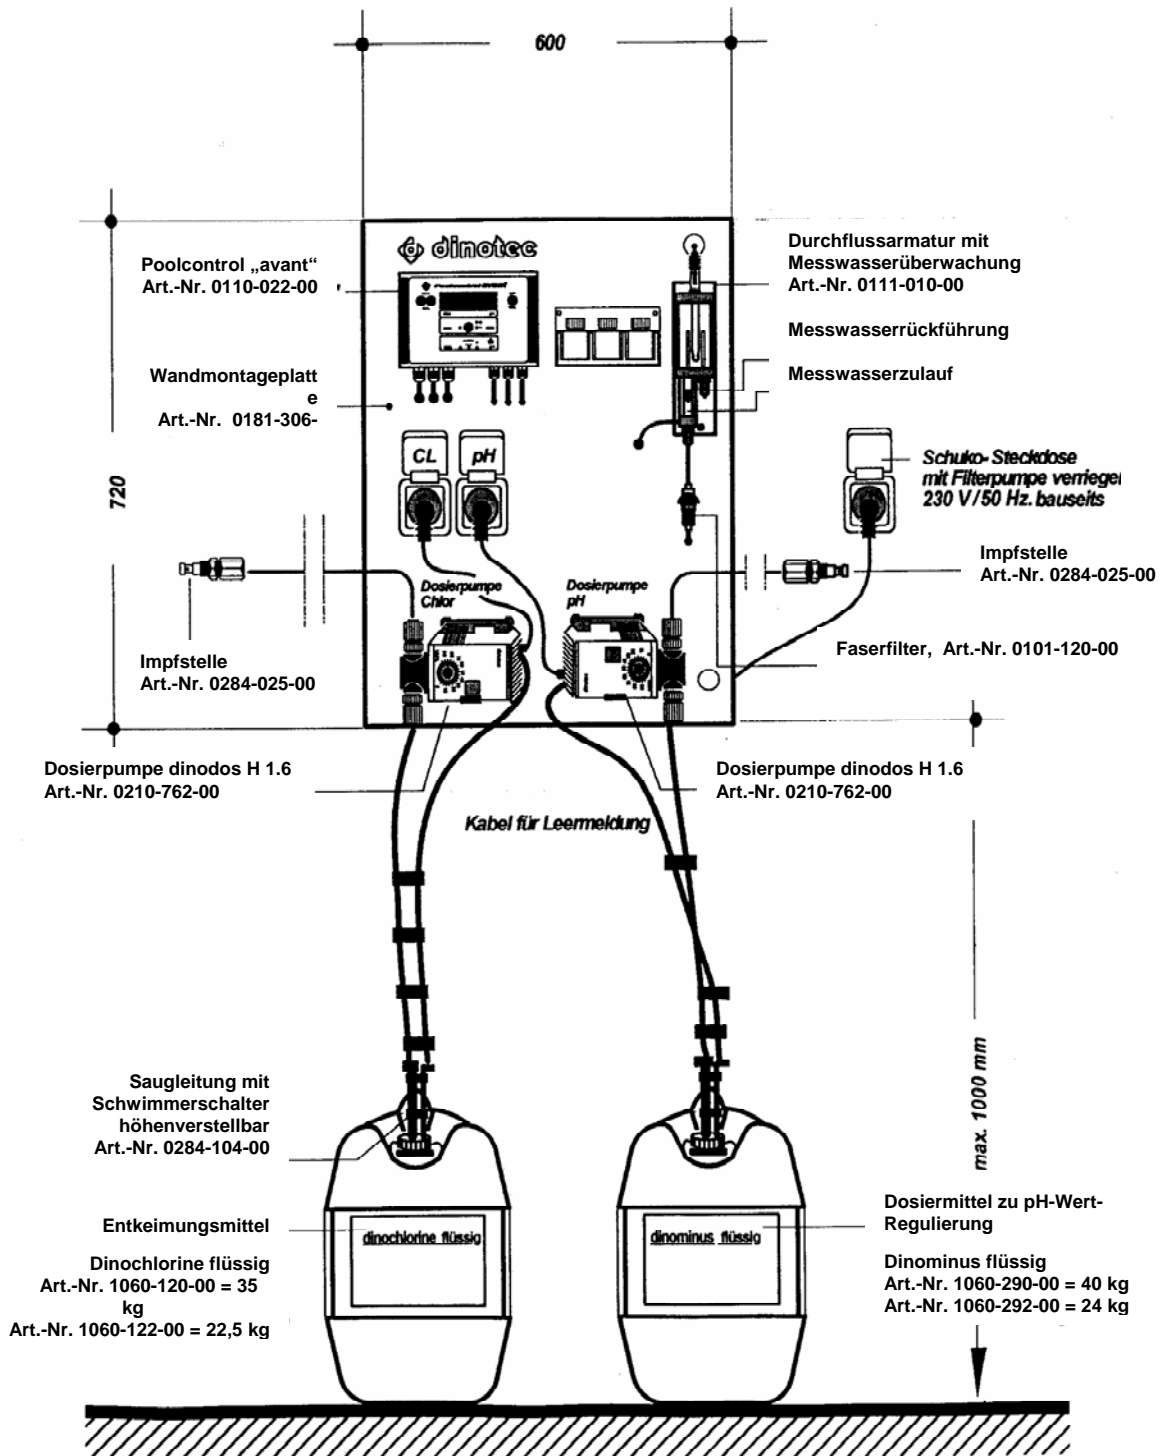 600
dinotec
Poolcontrol „avant“
Art.-Nr. 0110-022-00
Durchflussarmatur mit
Messwasserüberwachung
Art.-Nr. 0111-010-00
Messwasserrückführung
Messwasserzulauf
Wandmontageplatt
e
Art.-Nr. 0181-306-
720
CL
pH
Schuko-Steckdose
mit Filterpumpe verriegel
230 V/50 Hz. bauseits
Impfstelle
Art.-Nr. 0284-025-00
Dosierpumpe
Chlor
Dosierpumpe
pH
Impfstelle
Art.-Nr. 0284-025-00
Faserfilter, Art.-Nr. 0101-120-00
Dosierpumpe dinodos H 1.6
Art.-Nr. 0210-762-00
Dosierpumpe dinodos H 1.6
Art.-Nr. 0210-762-00
Kabel für Leermeldung
max. 1000 mm
Saugleitung mit
Schwimmerschalter
höhenverstellbar
Art.-Nr. 0284-104-00
Entkeimungsmittel
Dinochlorine flüssig
Art.-Nr. 1060-120-00 = 35
kg
Art.-Nr. 1060-122-00 = 22,5 kg
dinochlorine flüssig
dinominus flüssig
Dosiermittel zu pH-Wert-
Regulierung
Dinominus flüssig
Art.-Nr. 1060-290-00 = 40 kg
Art.-Nr. 1060-292-00 = 24 kg